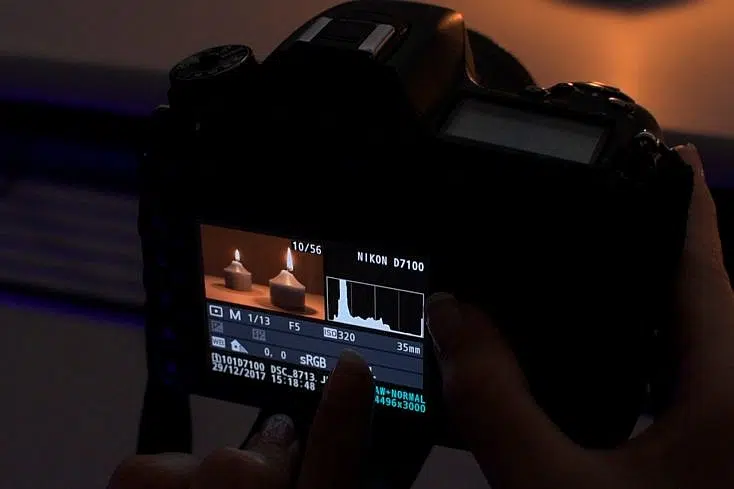 10/56
NIKON D7100
M 1/13 F5 ISO 320 35mm
WB 0, 0 sRGB
101D7100 DSC_8713. J
29/12/2017 15:18:48
AW+NORMAL
4496x3000